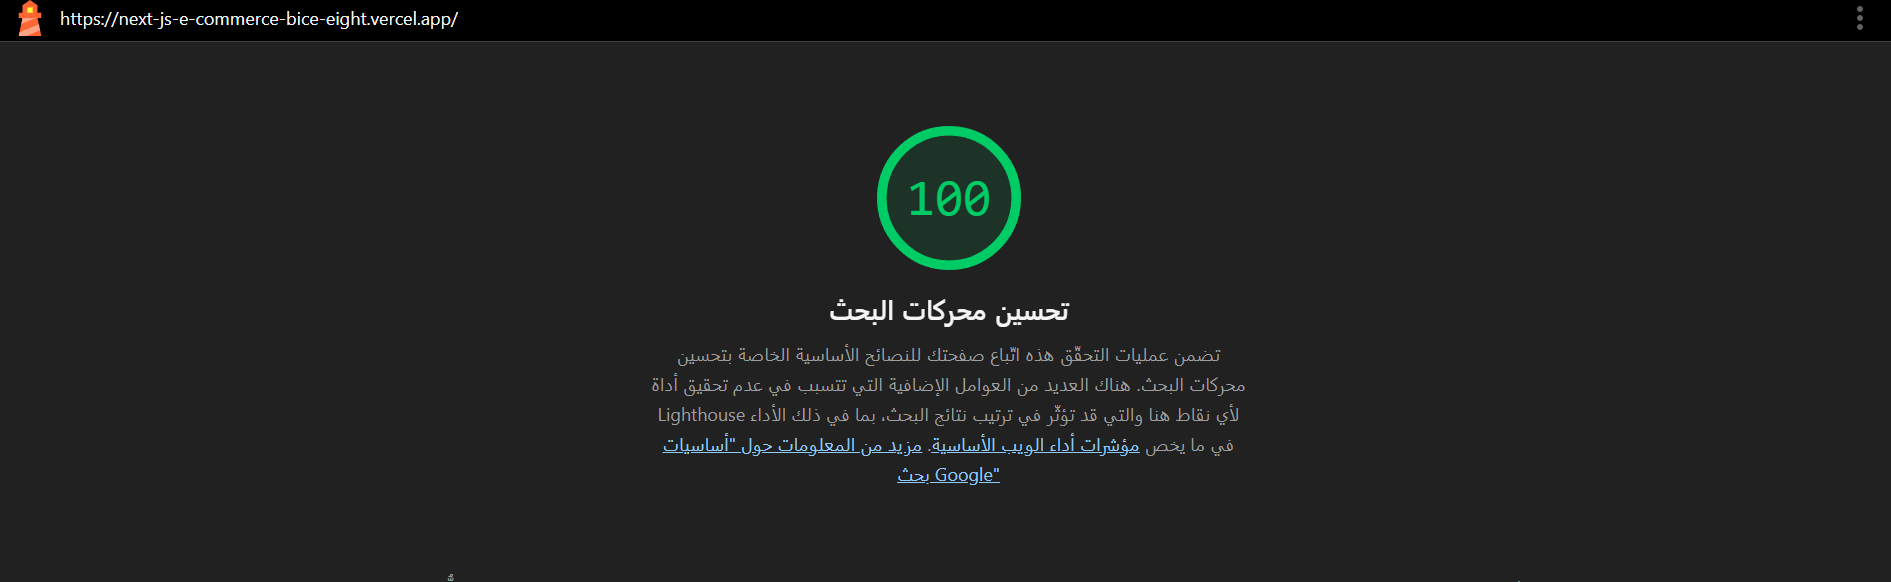 https://next-js-e-commerce-bice-eight.vercel.app/
100
تحسين محركات البحث
تضمن عمليات التحقّق هذه اتّباع صفحتك للنصائح الأساسية الخاصة بتحسين
محركات البحث. هناك العديد من العوامل الإضافية التي تتسبب في عدم تحقيق أداة
لأي نقاط هنا والتي قد تؤثّر في ترتيب نتائج البحث، بما في ذلك الأداء Lighthouse
في ما يخص مؤشرات أداء الويب الأساسية. مزيد من المعلومات حول "أساسيات
بحث Google"